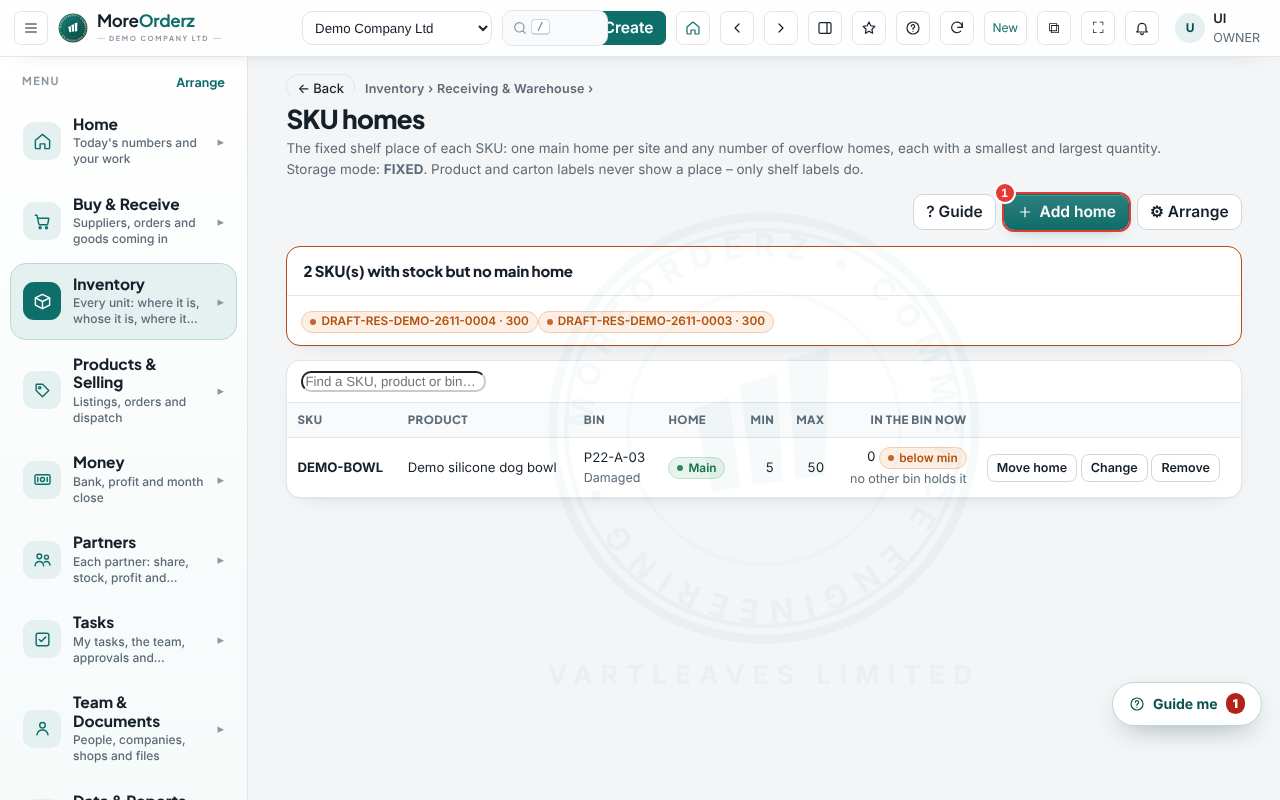 MoreOrderz
— DEMO COMPANY LTD —
Demo Company Ltd
/
Create
New
U
UI
OWNER
MENU
Arrange
Home
Today's numbers and
your work
Buy & Receive
Suppliers, orders and
goods coming in
Inventory
Every unit: where it is,
whose it is, where it...
Products &
Selling
Listings, orders and
dispatch
Money
Bank, profit and month
close
Partners
Each partner: share,
stock, profit and...
Tasks
My tasks, the team,
approvals and...
Team &
Documents
People, companies,
shops and files
← Back
Inventory › Receiving & Warehouse ›
SKU homes
The fixed shelf place of each SKU: one main home per site and any number of overflow homes, each with a smallest and largest quantity.
Storage mode: FIXED. Product and carton labels never show a place – only shelf labels do.
? Guide
1
+ Add home
⚙ Arrange
2 SKU(s) with stock but no main home
DRAFT-RES-DEMO-2611-0004 · 300
DRAFT-RES-DEMO-2611-0003 · 300
Find a SKU, product or bin…
SKU PRODUCT BIN HOME MIN MAX IN THE BIN NOW
DEMO-BOWL Demo silicone dog bowl P22-A-03 Main 5 50 0 below min
Damaged
no other bin holds it
Move home
Change
Remove
VARTLEAVES LIMITED
Guide me 1